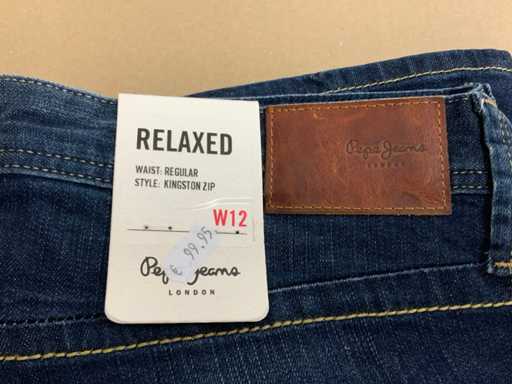 RELAXED
WAIST: REGULAR
STYLE: KINGSTON ZIP
W12
€ 99.95
Pepe Jeans
LONDON
Pepe Jeans
LONDON